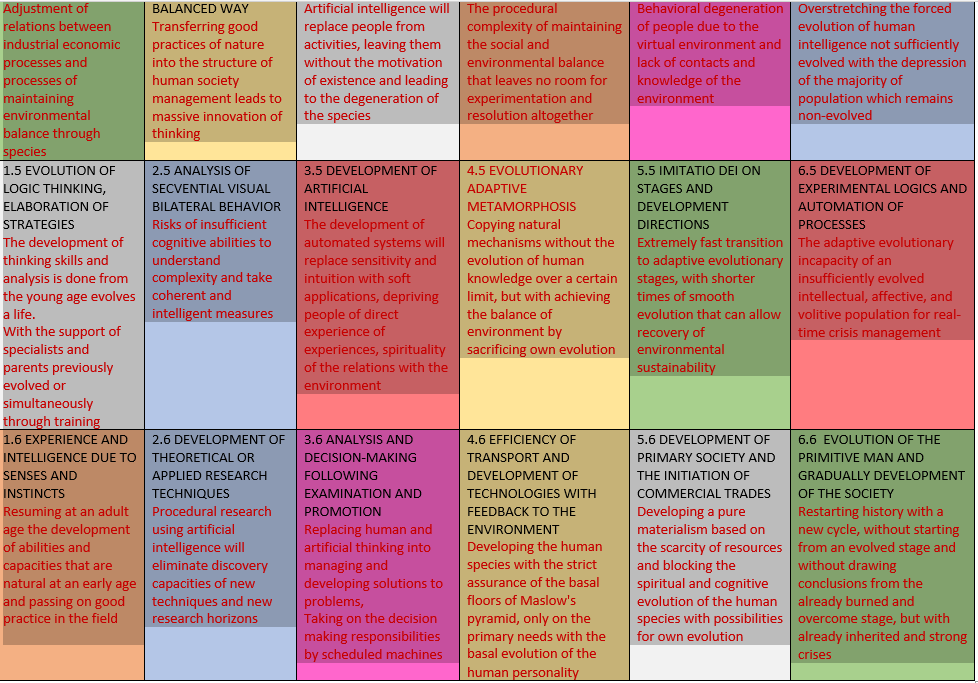 Adjustment of
relations between
industrial economic
processes and
processes of
maintaining
environmental
balance through
species
BALANCED WAY
Transferring good
practices of nature
into the structure of
human society
management leads to
massive innovation of
thinking
Artificial intelligence will
replace people from
activities, leaving them
without the motivation
of existence and leading
to the degeneration of
the species
The procedural
complexity of maintaining
the social and
environmental balance
that leaves no room for
experimentation and
resolution altogether
Behavioral degeneration
of people due to the
virtual environment and
lack of contacts and
knowledge of the
environment
Overstretching the forced
evolution of human
intelligence not sufficiently
evolved with the depression
of the majority of
population which remains
non-evolved
1.5 EVOLUTION OF
LOGIC THINKING,
ELABORATION OF
STRATEGIES
The development of
thinking skills and
analysis is done from
the young age evolves
a life.
With the support of
specialists and
parents previously
evolved or
simultaneously
through training
2.5 ANALYSIS OF
SECVENTIAL VISUAL
BILATERAL BEHAVIOR
Risks of insufficient
cognitive abilities to
understand
complexity and take
coherent and
intelligent measures
3.5 DEVELOPMENT OF
ARTIFICIAL
INTELLIGENCE
The development of
automated systems will
replace sensitivity and
intuition with soft
applications, depriving
people of direct
experience of
experiences, spirituality
of the relations with the
environment
4.5 EVOLUTIONARY
ADAPTIVE
METAMORPHOSIS
Copying natural
mechanisms without the
evolution of human
knowledge over a certain
limit, but with achieving
the balance of
environment by
sacrificing own evolution
5.5 IMITATIO DEI ON
STAGES AND
DEVELOPMENT
DIRECTIONS
Extremely fast transition
to adaptive evolutionary
stages, with shorter
times of smooth
evolution that can allow
recovery of
environmental
sustainability
6.5 DEVELOPMENT OF
EXPERIMENTAL LOGICS AND
AUTOMATION OF
PROCESSES
The adaptive evolutionary
incapacity of an
insufficiently evolved
intellectual, affective, and
volitive population for real-
time crisis management
1.6 EXPERIENCE AND
INTELLIGENCE DUE TO
SENSES AND
INSTINCTS
Resuming at an adult
age the development
of abilities and
capacities that are
natural at an early age
and passing on good
practice in the field
2.6 DEVELOPMENT OF
THEORETICAL OR
APPLIED RESEARCH
TECHNIQUES
Procedural research
using artificial
intelligence will
eliminate discovery
capacities of new
techniques and new
research horizons
3.6 ANALYSIS AND
DECISION-MAKING
FOLLOWING
EXAMINATION AND
PROMOTION
Replacing human and
artificial thinking into
managing and
developing solutions to
problems,
Taking on the decision
making responsibilities
by scheduled machines
4.6 EFFICIENCY OF
TRANSPORT AND
DEVELOPMENT OF
TECHNOLOGIES WITH
FEEDBACK TO THE
ENVIRONMENT
Developing the human
species with the strict
assurance of the basal
floors of Maslow's
pyramid, only on the
primary needs with the
basal evolution of the
human personality
5.6 DEVELOPMENT OF
PRIMARY SOCIETY AND
THE INITIATION OF
COMMERCIAL TRADES
Developing a pure
materialism based on
the scarcity of resources
and blocking the
spiritual and cognitive
evolution of the human
species with possibilities
for own evolution
6.6 EVOLUTION OF THE
PRIMITIVE MAN AND
GRADUALLY DEVELOPMENT
OF THE SOCIETY
Restarting history with a
new cycle, without starting
from an evolved stage and
without drawing
conclusions from the
already burned and
overcome stage, but with
already inherited and strong
crises